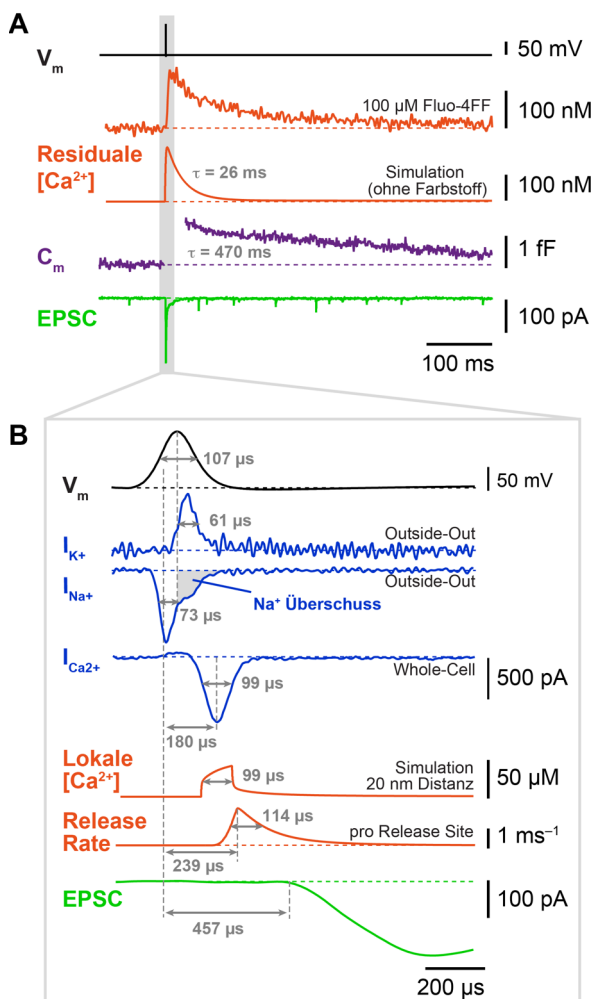 A
V_m
50 mV
100 µM Fluo-4FF
100 nM
Residuale
[Ca²⁺]
τ = 26 ms
Simulation
(ohne Farbstoff)
100 nM
C_m
τ = 470 ms
1 fF
EPSC
100 pA
100 ms
B
V_m
107 µs
50 mV
I_K+
61 µs
Outside-Out
I_Na+
Outside-Out
73 µs
Na⁺ Überschuss
I_Ca2+
Whole-Cell
99 µs
500 pA
180 µs
Lokale
[Ca²⁺]
99 µs
Simulation
20 nm Distanz
50 µM
Release
Rate
114 µs
pro Release Site
1 ms⁻¹
239 µs
EPSC
100 pA
457 µs
200 µs